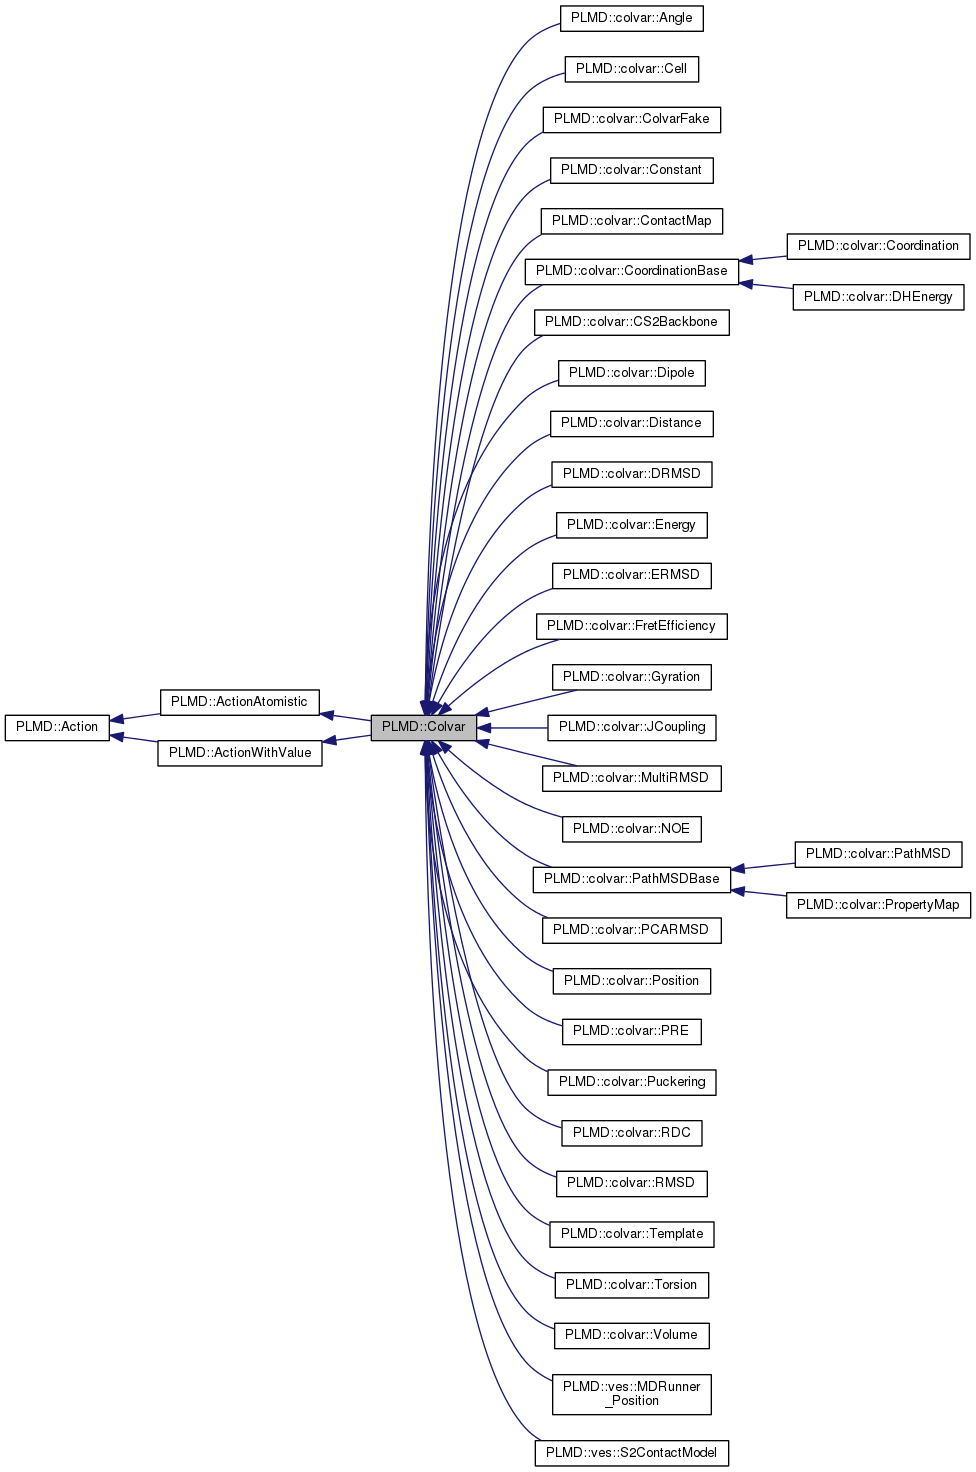 PLMD::colvar::Angle
PLMD::colvar::Cell
PLMD::colvar::ColvarFake
PLMD::colvar::Constant
PLMD::colvar::ContactMap
PLMD::colvar::Coordination
PLMD::colvar::CoordinationBase
PLMD::colvar::DHEnergy
PLMD::colvar::CS2Backbone
PLMD::colvar::Dipole
PLMD::colvar::Distance
PLMD::colvar::DRMSD
PLMD::colvar::Energy
PLMD::colvar::ERMSD
PLMD::colvar::FretEfficiency
PLMD::colvar::Gyration
PLMD::ActionAtomistic
PLMD::Action
PLMD::Colvar
PLMD::colvar::JCoupling
PLMD::ActionWithValue
PLMD::colvar::MultiRMSD
PLMD::colvar::NOE
PLMD::colvar::PathMSD
PLMD::colvar::PathMSDBase
PLMD::colvar::PropertyMap
PLMD::colvar::PCARMSD
PLMD::colvar::Position
PLMD::colvar::PRE
PLMD::colvar::Puckering
PLMD::colvar::RDC
PLMD::colvar::RMSD
PLMD::colvar::Template
PLMD::colvar::Torsion
PLMD::colvar::Volume
PLMD::ves::MDRunner
_Position
PLMD::ves::S2ContactModel